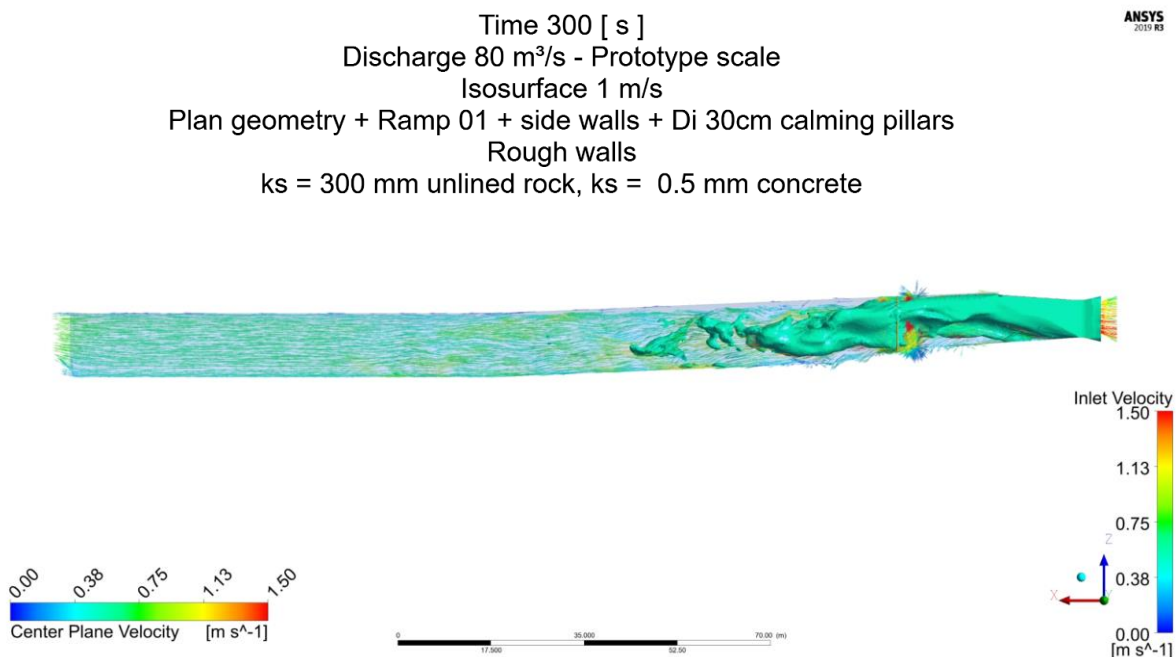 Time 300 [ s ]
ANSYS
2019 R3
Discharge 80 m³/s - Prototype scale
Isosurface 1 m/s
Plan geometry + Ramp 01 + side walls + Di 30cm calming pillars
Rough walls
ks = 300 mm unlined rock, ks =  0.5 mm concrete
Inlet Velocity
1.50
1.13
0.75
0.38
0.00
[m s^-1]
Z
X
0.00
0.38
0.75
1.13
1.50
Center Plane Velocity [m s^-1]
0
35.000
70.00 (m)
17.500
52.50